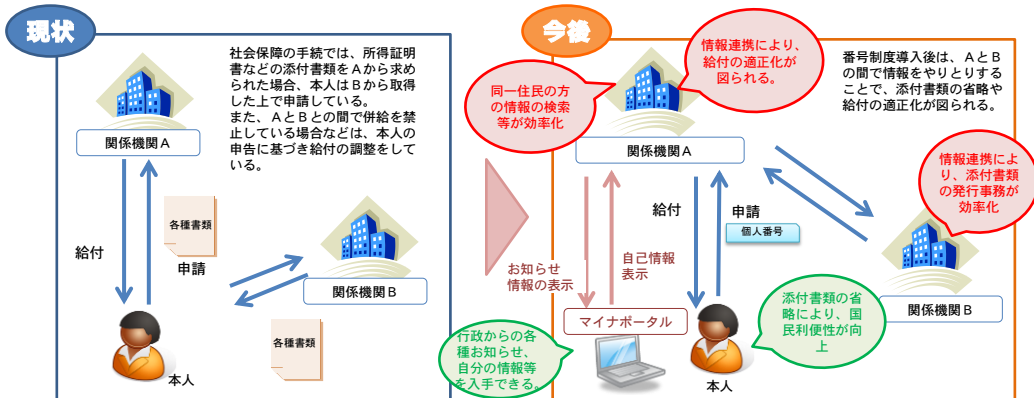 現状
社会保障の手続では、所得証明
書などの添付書類をAから求め
られた場合、本人はBから取得
した上で申請している。
また、AとBとの間で併給を禁
止している場合などは、本人の
申告に基づき給付の調整をして
いる。
関係機関A
各種書類
給付
申請
関係機関B
各種書類
本人
今後
情報連携により、
給付の適正化が
図られる。
番号制度導入後は、AとB
の間で情報をやりとりする
ことで、添付書類の省略や
給付の適正化が図られる。
同一住民の方
の情報の検索
等が効率化
関係機関A
情報連携によ
り、添付書類
の発行事務が
効率化
給付
申請
個人番号
お知らせ
情報の表示
自己情報
表示
関係機関B
マイナポータル
添付書類の省
略により、国
民利便性が向
上
行政からの各
種お知らせ、
自分の情報等
を入手できる。
本人